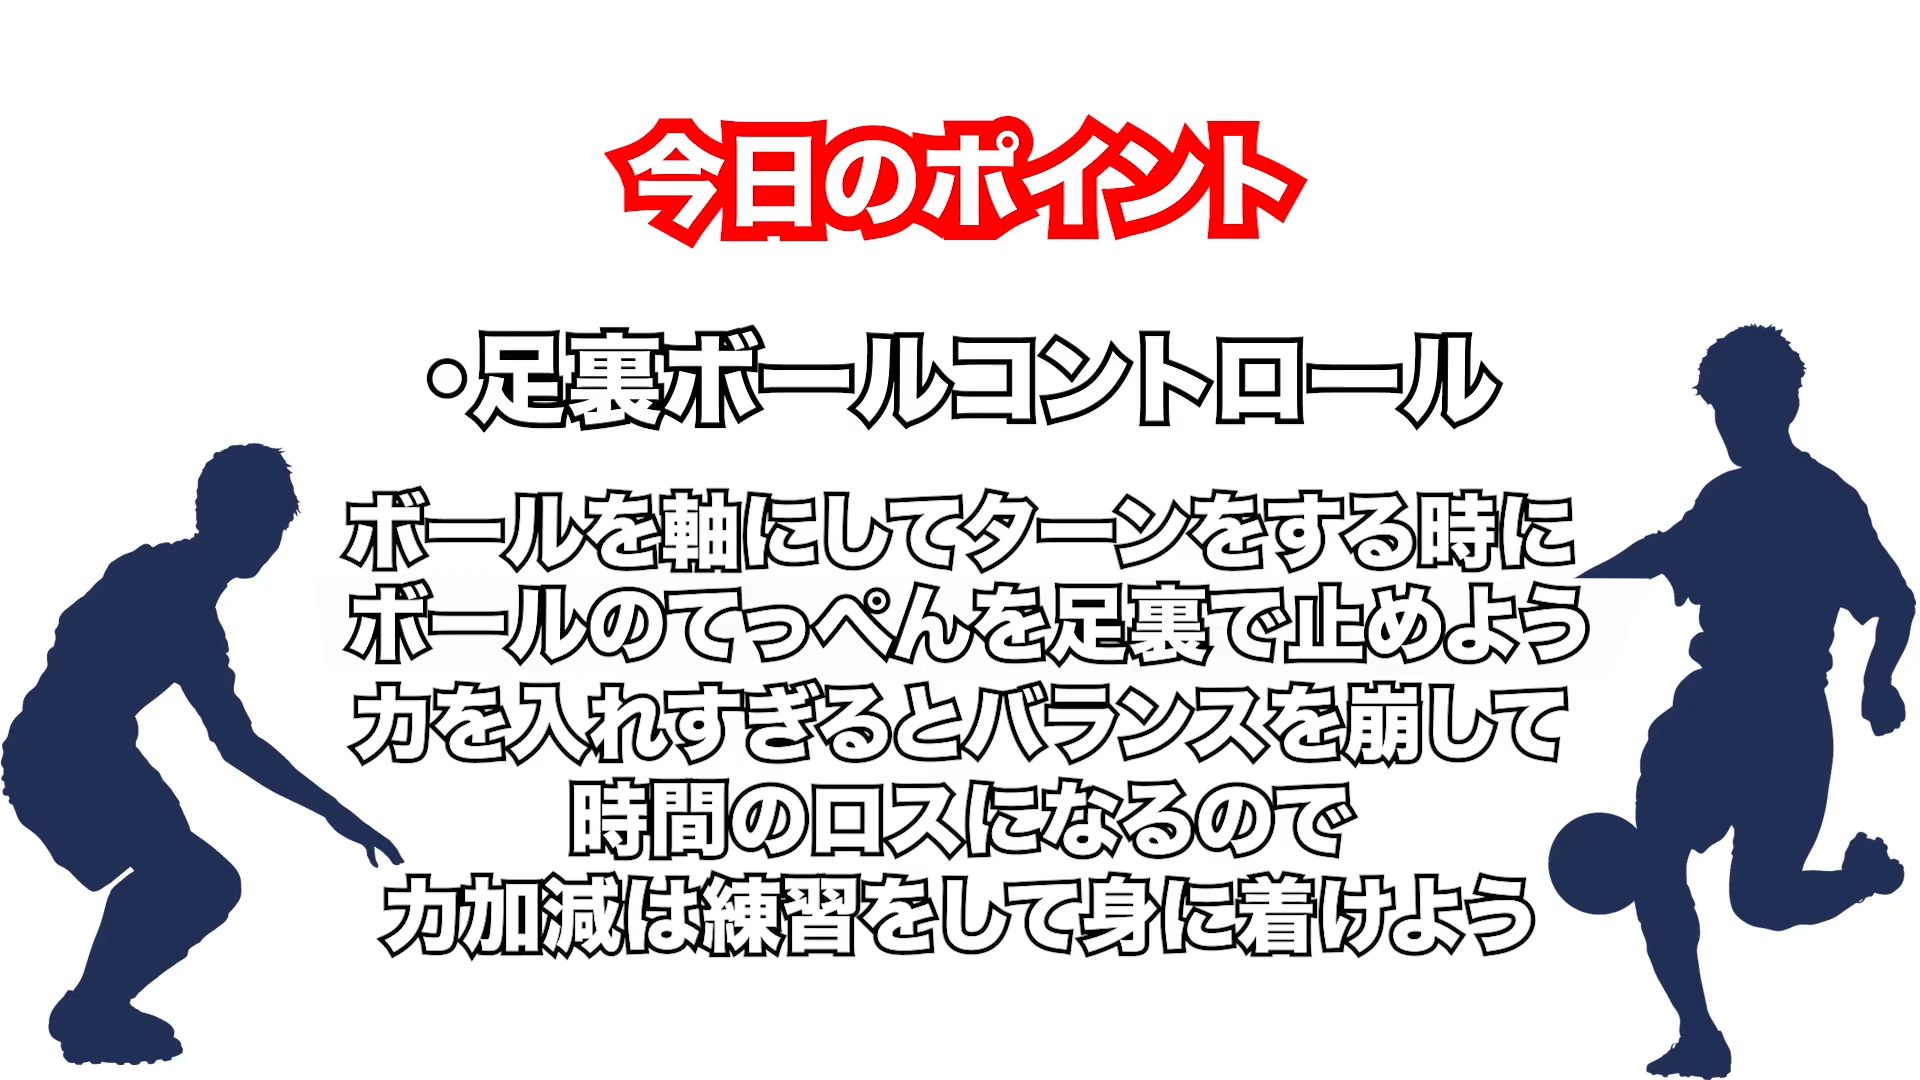 今日のポイント
・足裏ボールコントロール
ボールを軸にしてターンをする時に
ボールのてっぺんを足裏で止めよう
力を入れすぎるとバランスを崩して
時間のロスになるので
力加減は練習をして身に着けよう